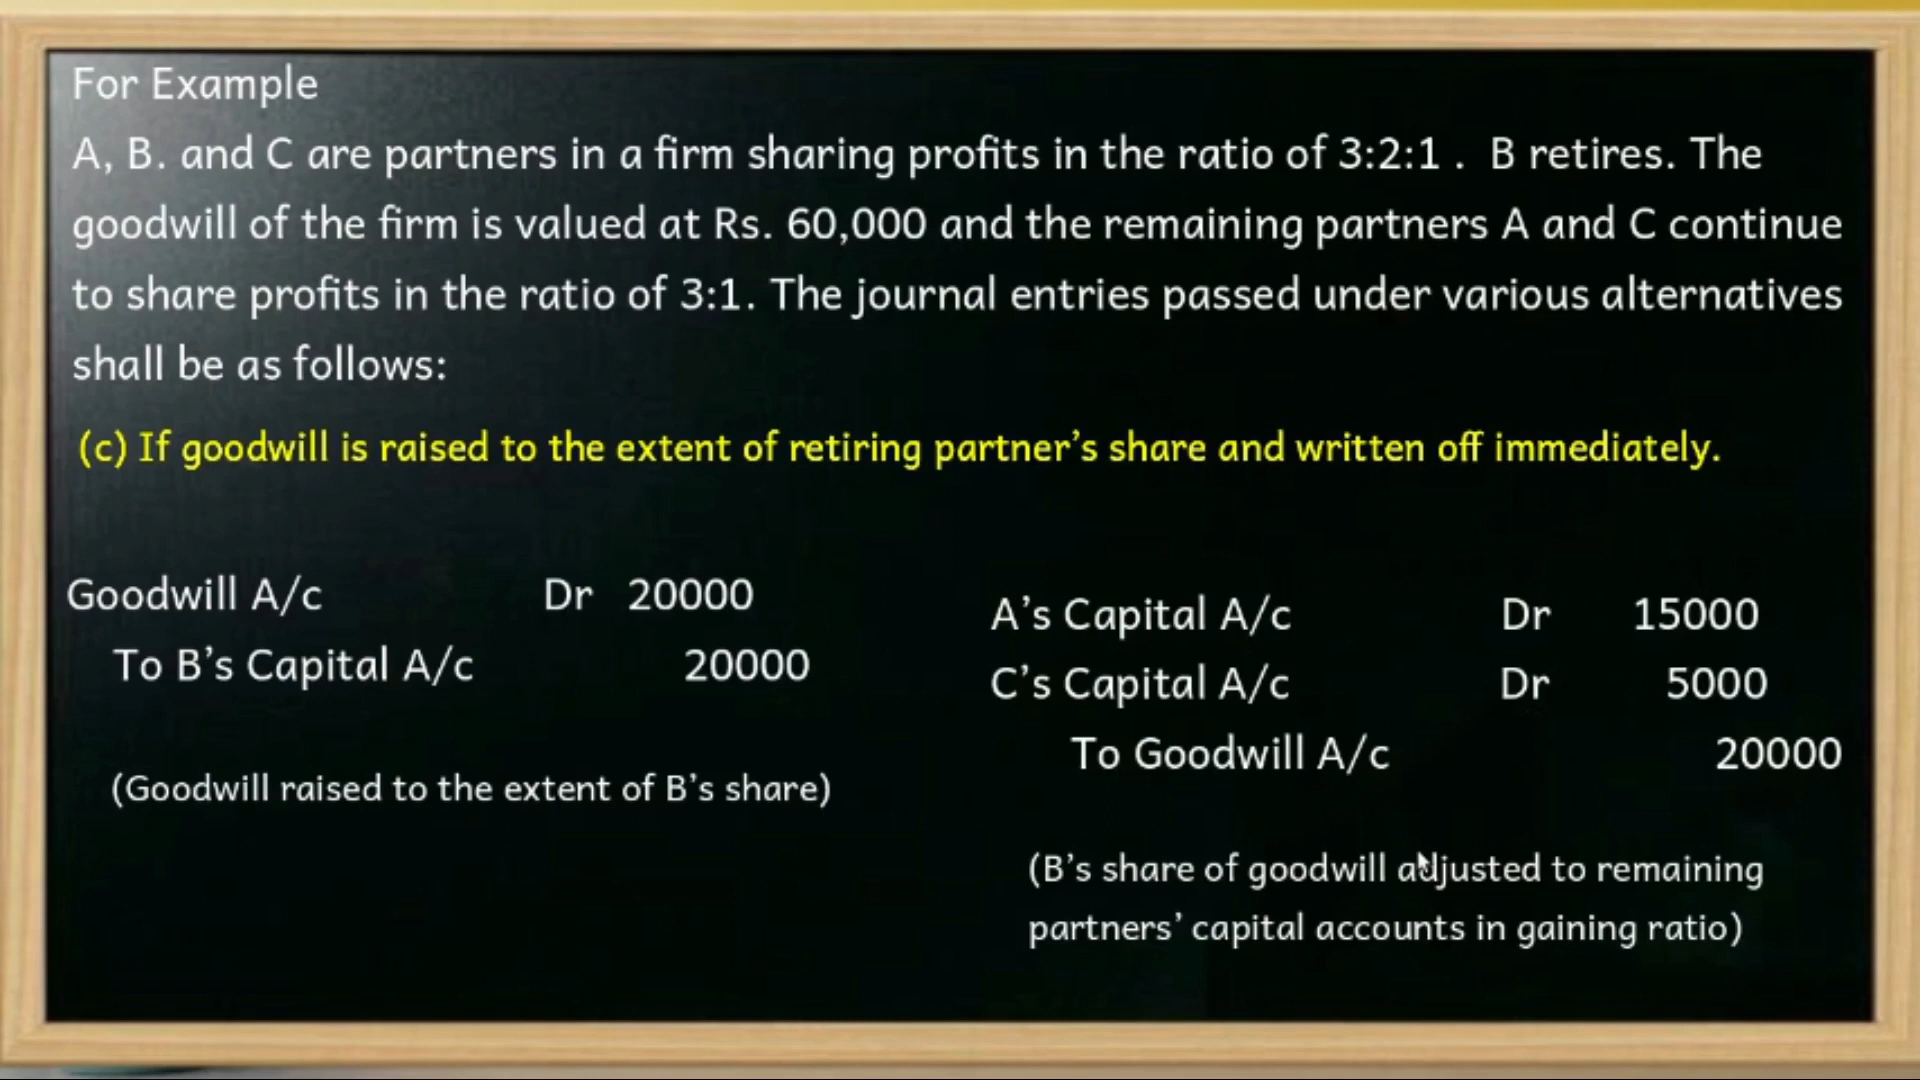 For Example
A, B. and C are partners in a firm sharing profits in the ratio of 3:2:1 . B retires. The
goodwill of the firm is valued at Rs. 60,000 and the remaining partners A and C continue
to share profits in the ratio of 3:1. The journal entries passed under various alternatives
shall be as follows:
(c) If goodwill is raised to the extent of retiring partner’s share and written off immediately.
Goodwill A/c Dr 20000
To B’s Capital A/c 20000
(Goodwill raised to the extent of B’s share)
A’s Capital A/c Dr 15000
C’s Capital A/c Dr 5000
To Goodwill A/c 20000
(B’s share of goodwill adjusted to remaining
partners’ capital accounts in gaining ratio)